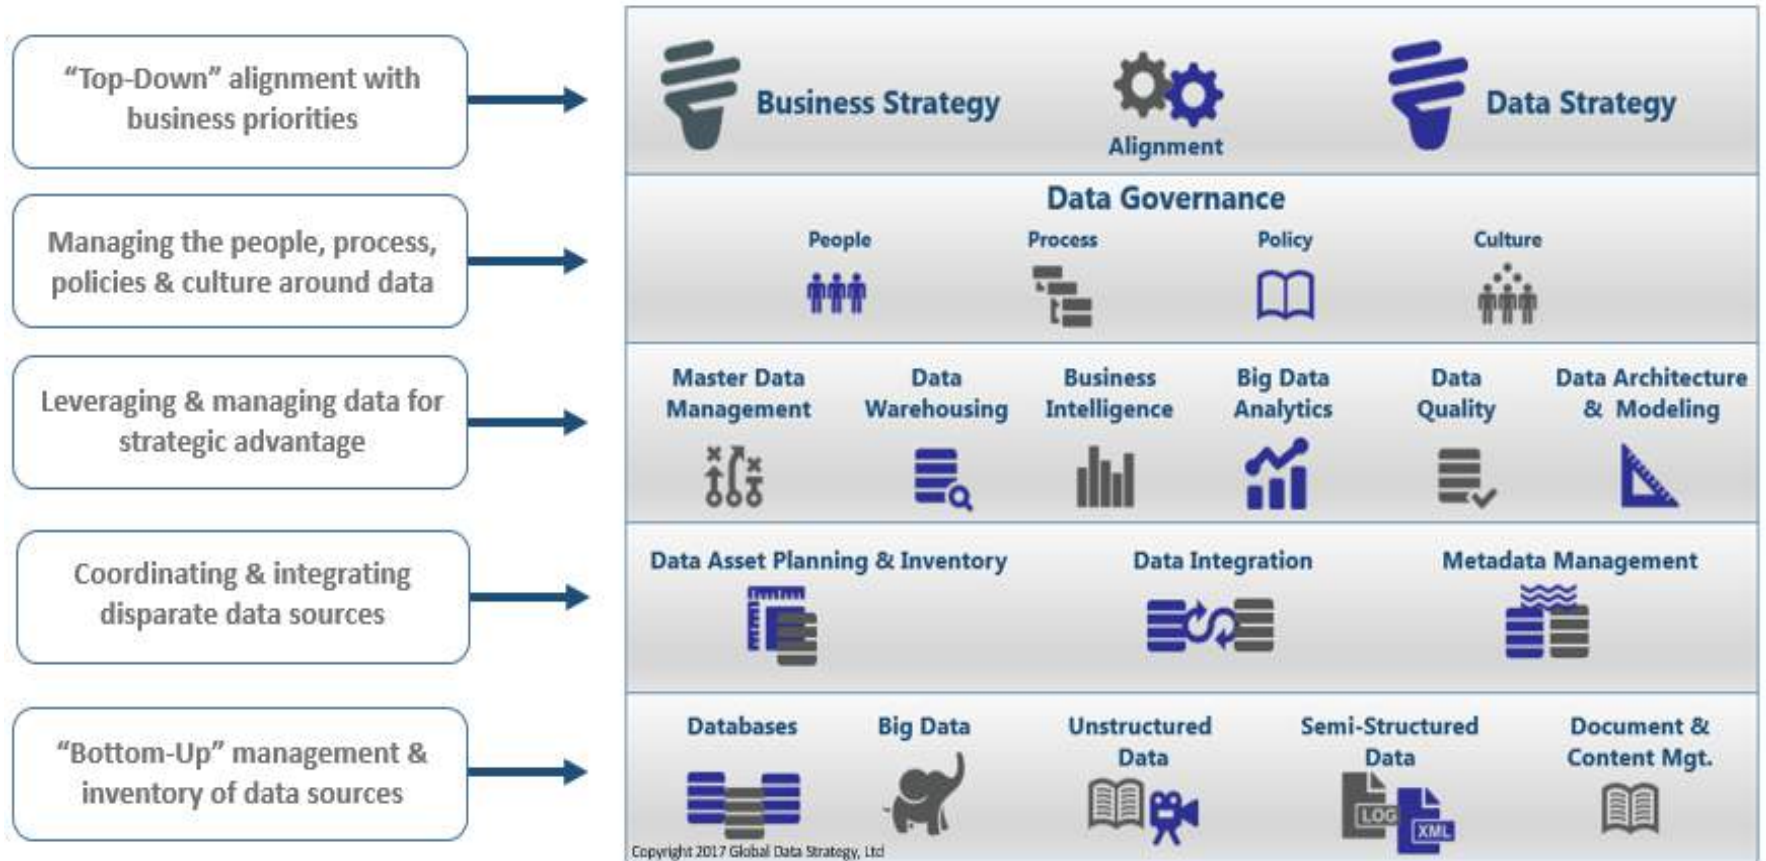 “Top-Down” alignment with
business priorities
Business Strategy
Alignment
Data Strategy
Managing the people, process,
policies & culture around data
Data Governance
People
Process
Policy
Culture
Leveraging & managing data for
strategic advantage
Master Data
Management
Data
Warehousing
Business
Intelligence
Big Data
Analytics
Data
Quality
Data Architecture
& Modeling
Coordinating & integrating
disparate data sources
Data Asset Planning & Inventory
Data Integration
Metadata Management
“Bottom-Up” management &
inventory of data sources
Databases
Big Data
Unstructured
Data
Semi-Structured
Data
LOG
XML
Document &
Content Mgt.
Copyright 2017 Global Data Strategy, Ltd